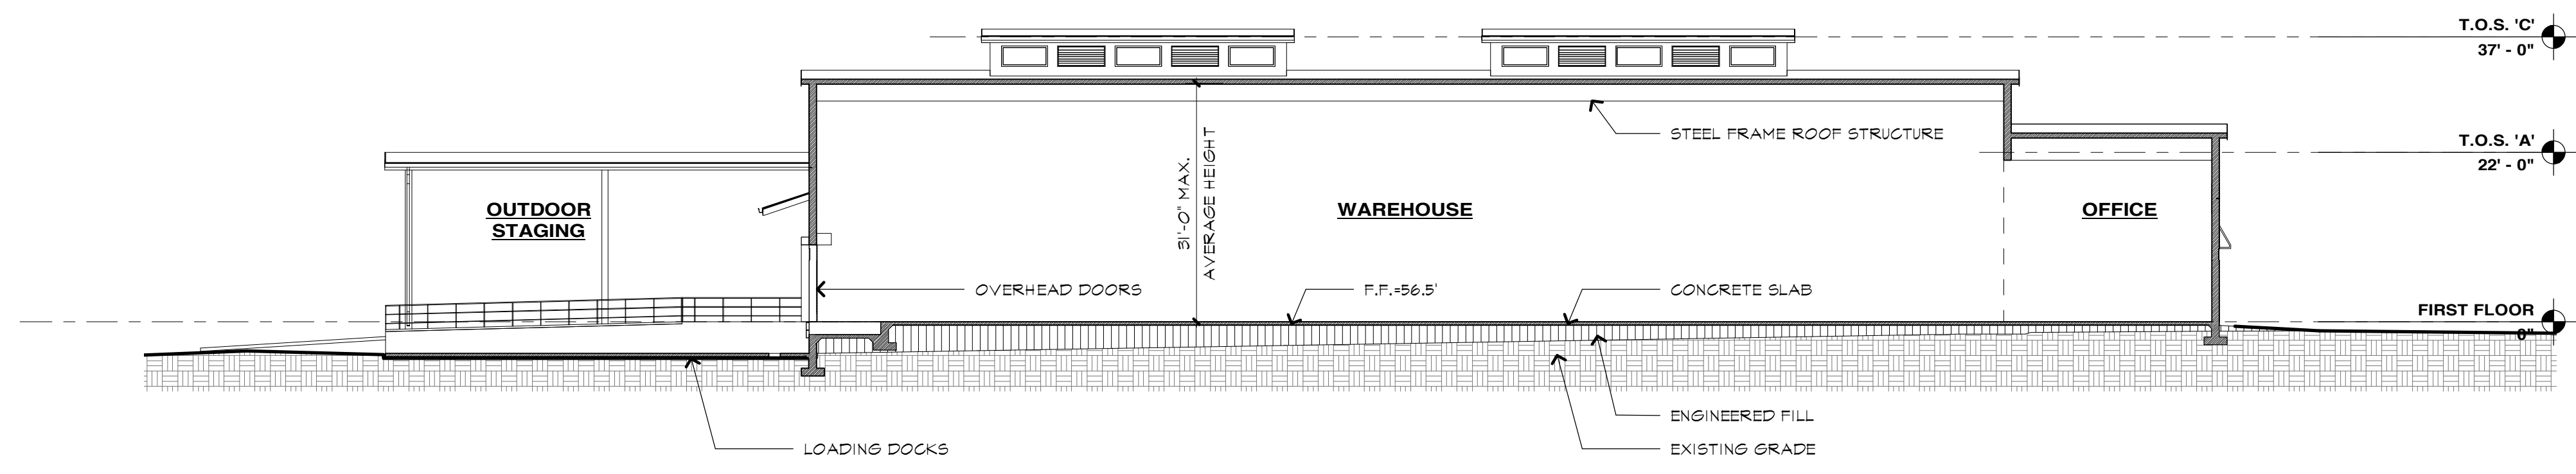 T.O.S. 'C'
37' - 0"
STEEL FRAME ROOF STRUCTURE
T.O.S. 'A'
22' - 0"
OUTDOOR
STAGING
31'-0" MAX.
AVERAGE HEIGHT
WAREHOUSE
OFFICE
OVERHEAD DOORS
F.F.=56.5'
CONCRETE SLAB
FIRST FLOOR
0"
ENGINEERED FILL
LOADING DOCKS
EXISTING GRADE